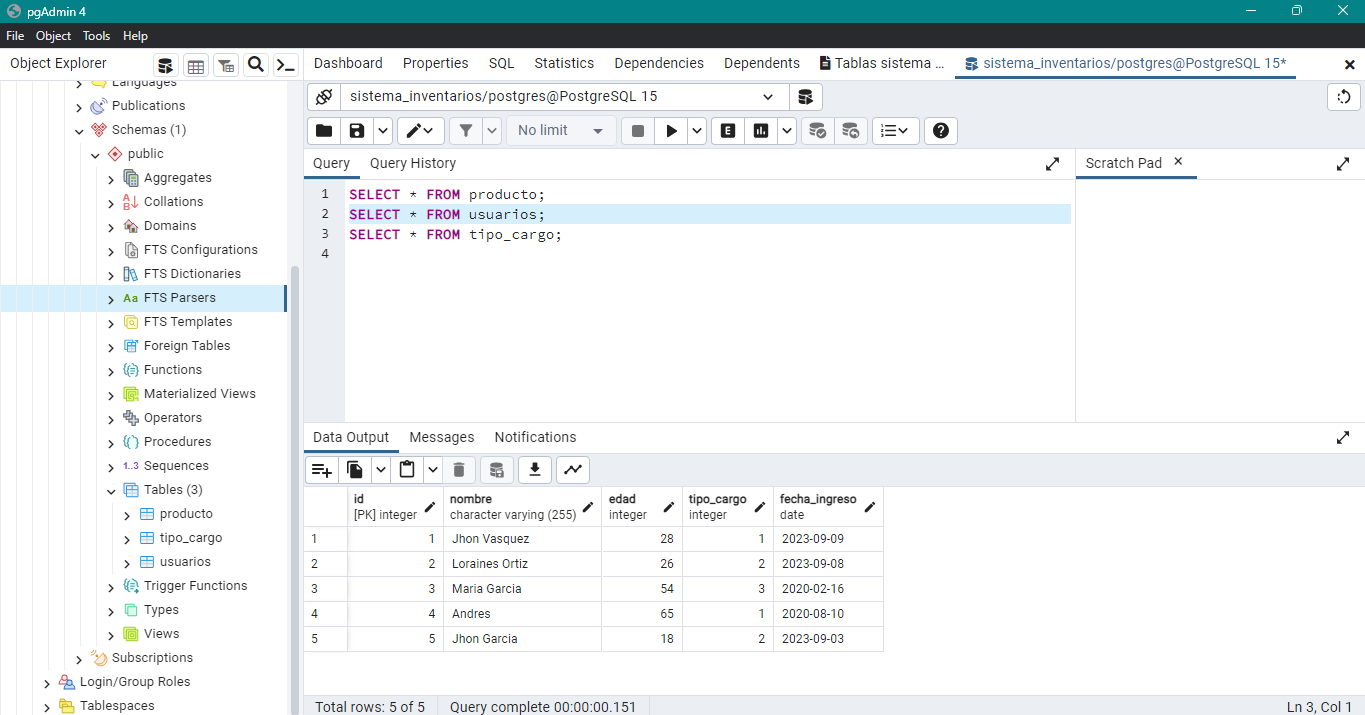 pgAdmin 4
File Object Tools Help
Object Explorer
Dashboard Properties SQL Statistics Dependencies Dependents Tablas sistema ... sistema_inventarios/postgres@PostgreSQL 15*
Languages
Publications
Schemas (1)
public
Aggregates
Collations
Domains
FTS Configurations
FTS Dictionaries
Aa FTS Parsers
FTS Templates
Foreign Tables
Functions
Materialized Views
Operators
Procedures
1..3 Sequences
Tables (3)
producto
tipo_cargo
usuarios
Trigger Functions
Types
Views
Subscriptions
Login/Group Roles
Tablespaces
sistema_inventarios/postgres@PostgreSQL 15
No limit E
Query Query History
Scratch Pad
1 SELECT * FROM producto;
2 SELECT * FROM usuarios;
3 SELECT * FROM tipo_cargo;
4
Data Output Messages Notifications
id nombre edad tipo_cargo fecha_ingreso
[PK] integer character varying (255) integer integer date
1 1 Jhon Vasquez 28 1 2023-09-09
2 2 Loraines Ortiz 26 2 2023-09-08
3 3 Maria Garcia 54 3 2020-02-16
4 4 Andres 65 1 2020-08-10
5 5 Jhon Garcia 18 2 2023-09-03
Total rows: 5 of 5 Query complete 00:00:00.151 Ln 3, Col 1